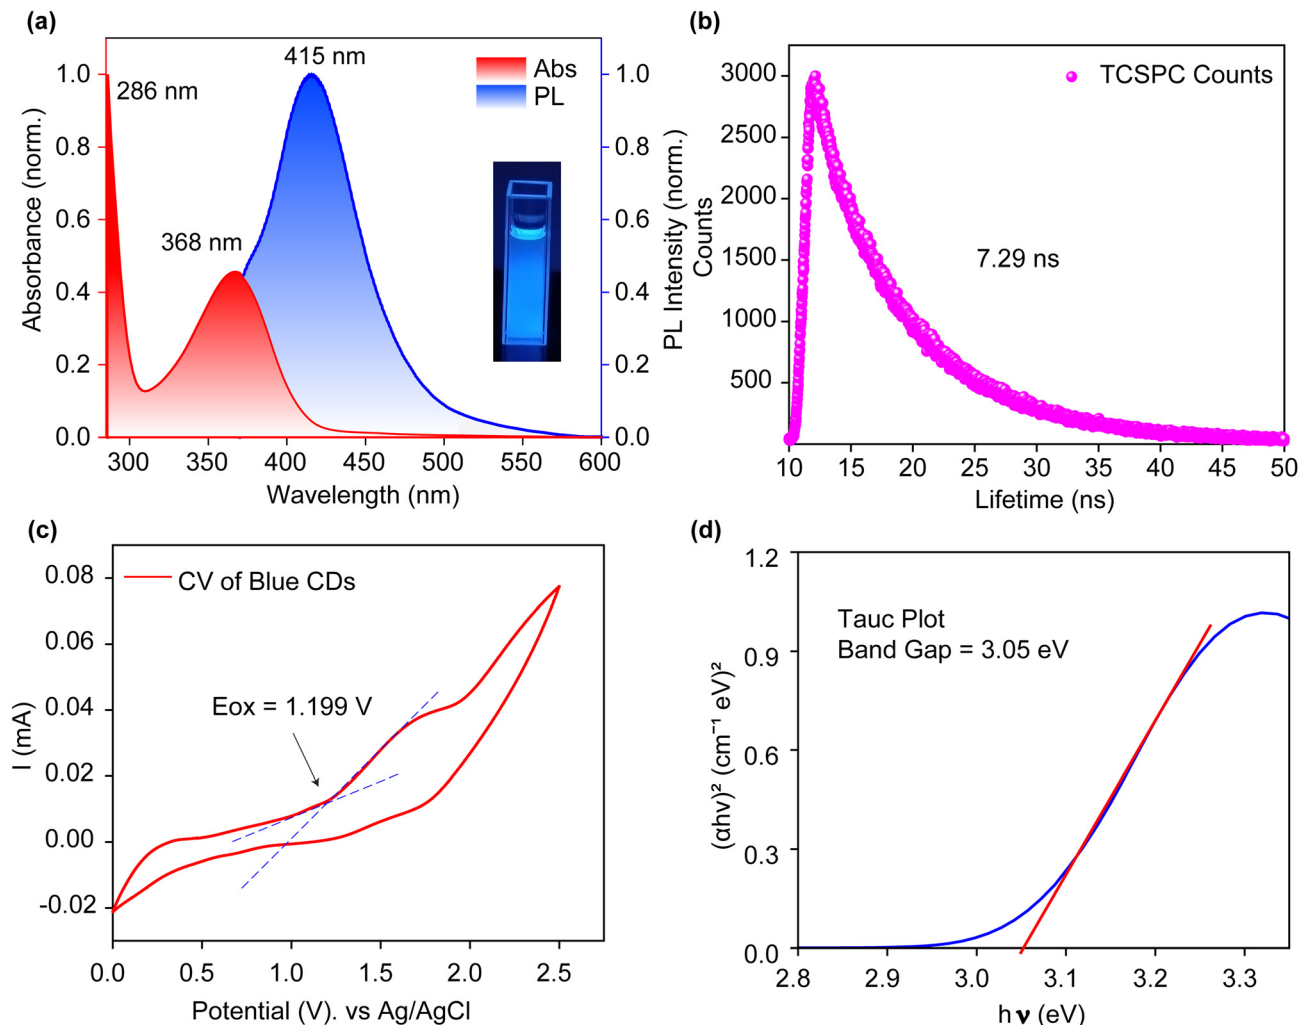 (a)
286 nm
368 nm
415 nm
Abs
PL
Absorbance (norm.)
1.0
0.8
0.6
0.4
0.2
0.0
300 350 400 450 500 550 600
Wavelength (nm)
1.0
0.8
0.6
0.4
0.2
0.0
PL Intensity (norm.)
(b)
TCSPC Counts
7.29 ns
Counts
3000
2500
2000
1500
1000
500
10 15 20 25 30 35 40 45 50
Lifetime (ns)
(c)
CV of Blue CDs
Eox = 1.199 V
I (mA)
0.08
0.06
0.04
0.02
0.00
-0.02
0.0 0.5 1.0 1.5 2.0 2.5
Potential (V). vs Ag/AgCl
(d)
Tauc Plot
Band Gap = 3.05 eV
(αhν)² (cm⁻¹ eV)²
1.2
0.9
0.6
0.3
0.0
2.8 2.9 3.0 3.1 3.2 3.3
hν (eV)